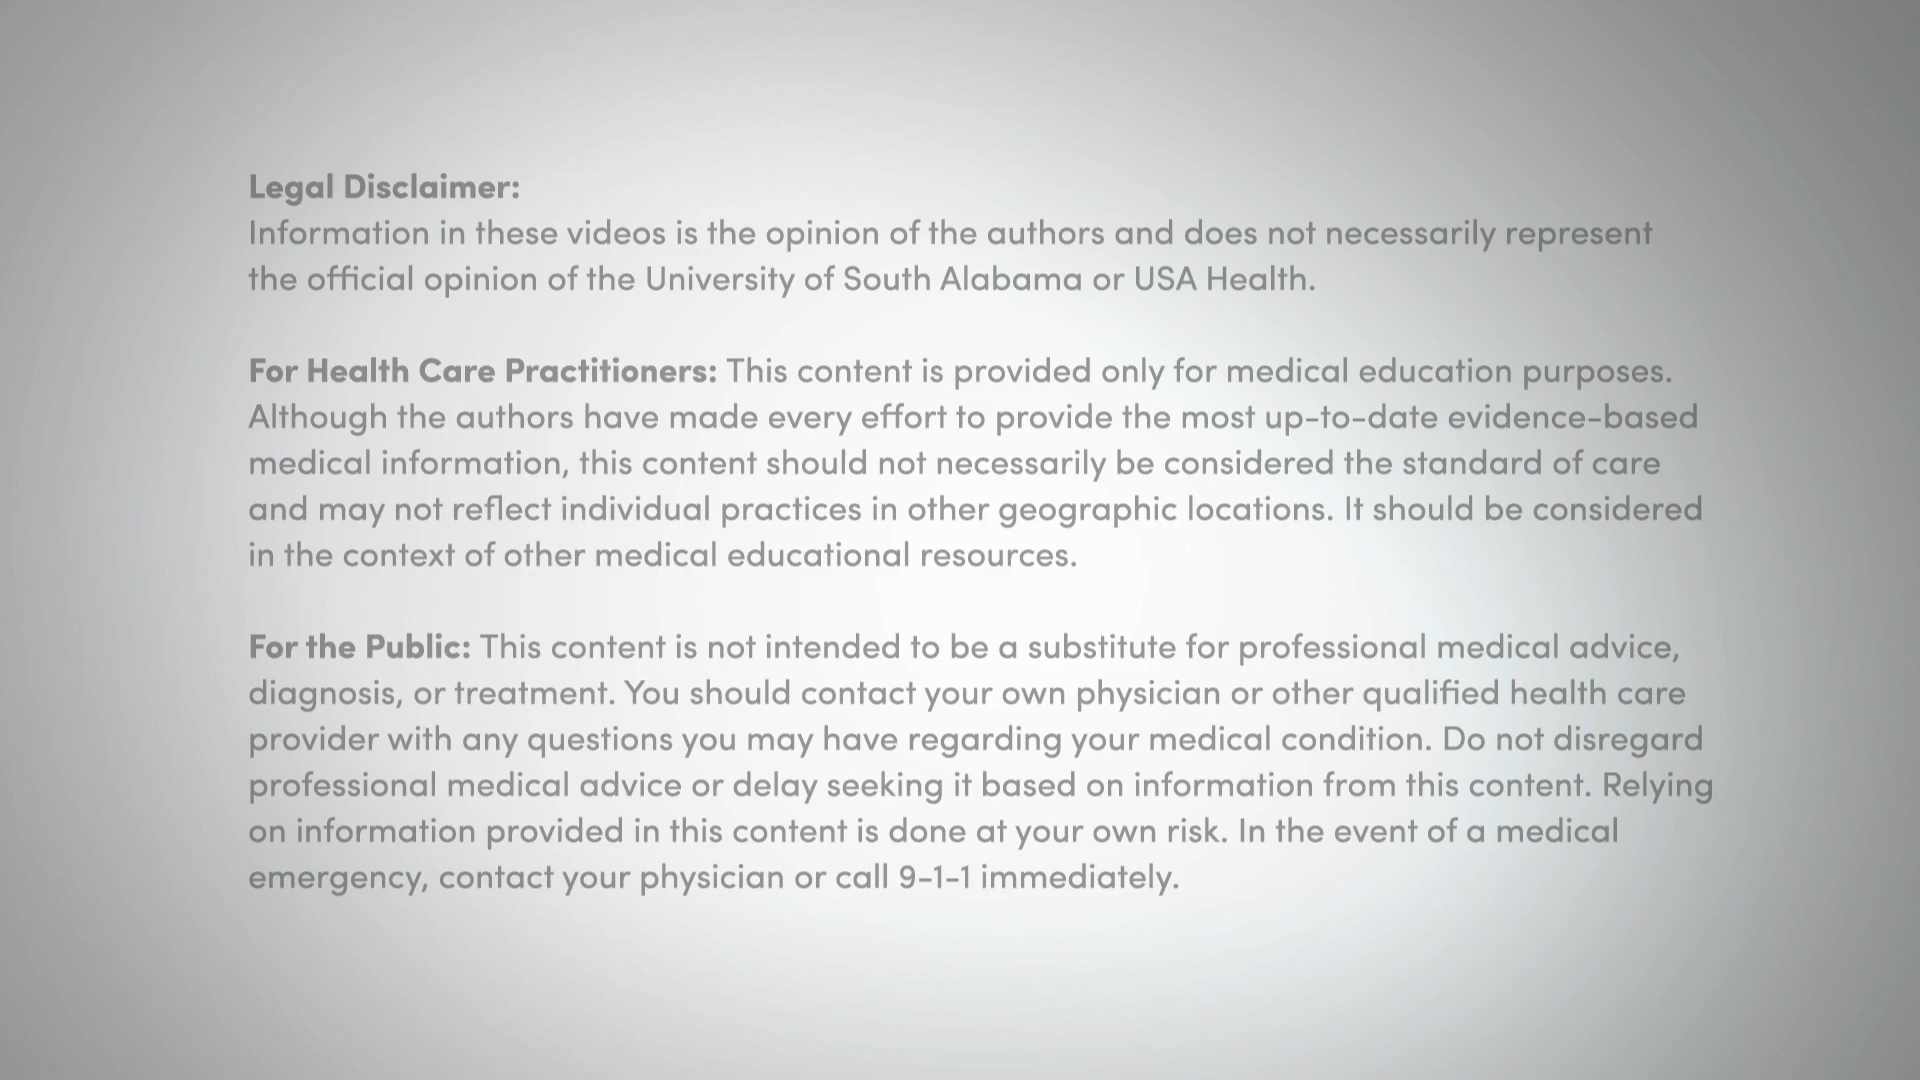 Legal Disclaimer:
Information in these videos is the opinion of the authors and does not necessarily represent
the official opinion of the University of South Alabama or USA Health.
For Health Care Practitioners: This content is provided only for medical education purposes.
Although the authors have made every effort to provide the most up-to-date evidence-based
medical information, this content should not necessarily be considered the standard of care
and may not reflect individual practices in other geographic locations. It should be considered
in the context of other medical educational resources.
For the Public: This content is not intended to be a substitute for professional medical advice,
diagnosis, or treatment. You should contact your own physician or other qualified health care
provider with any questions you may have regarding your medical condition. Do not disregard
professional medical advice or delay seeking it based on information from this content. Relying
on information provided in this content is done at your own risk. In the event of a medical
emergency, contact your physician or call 9-1-1 immediately.